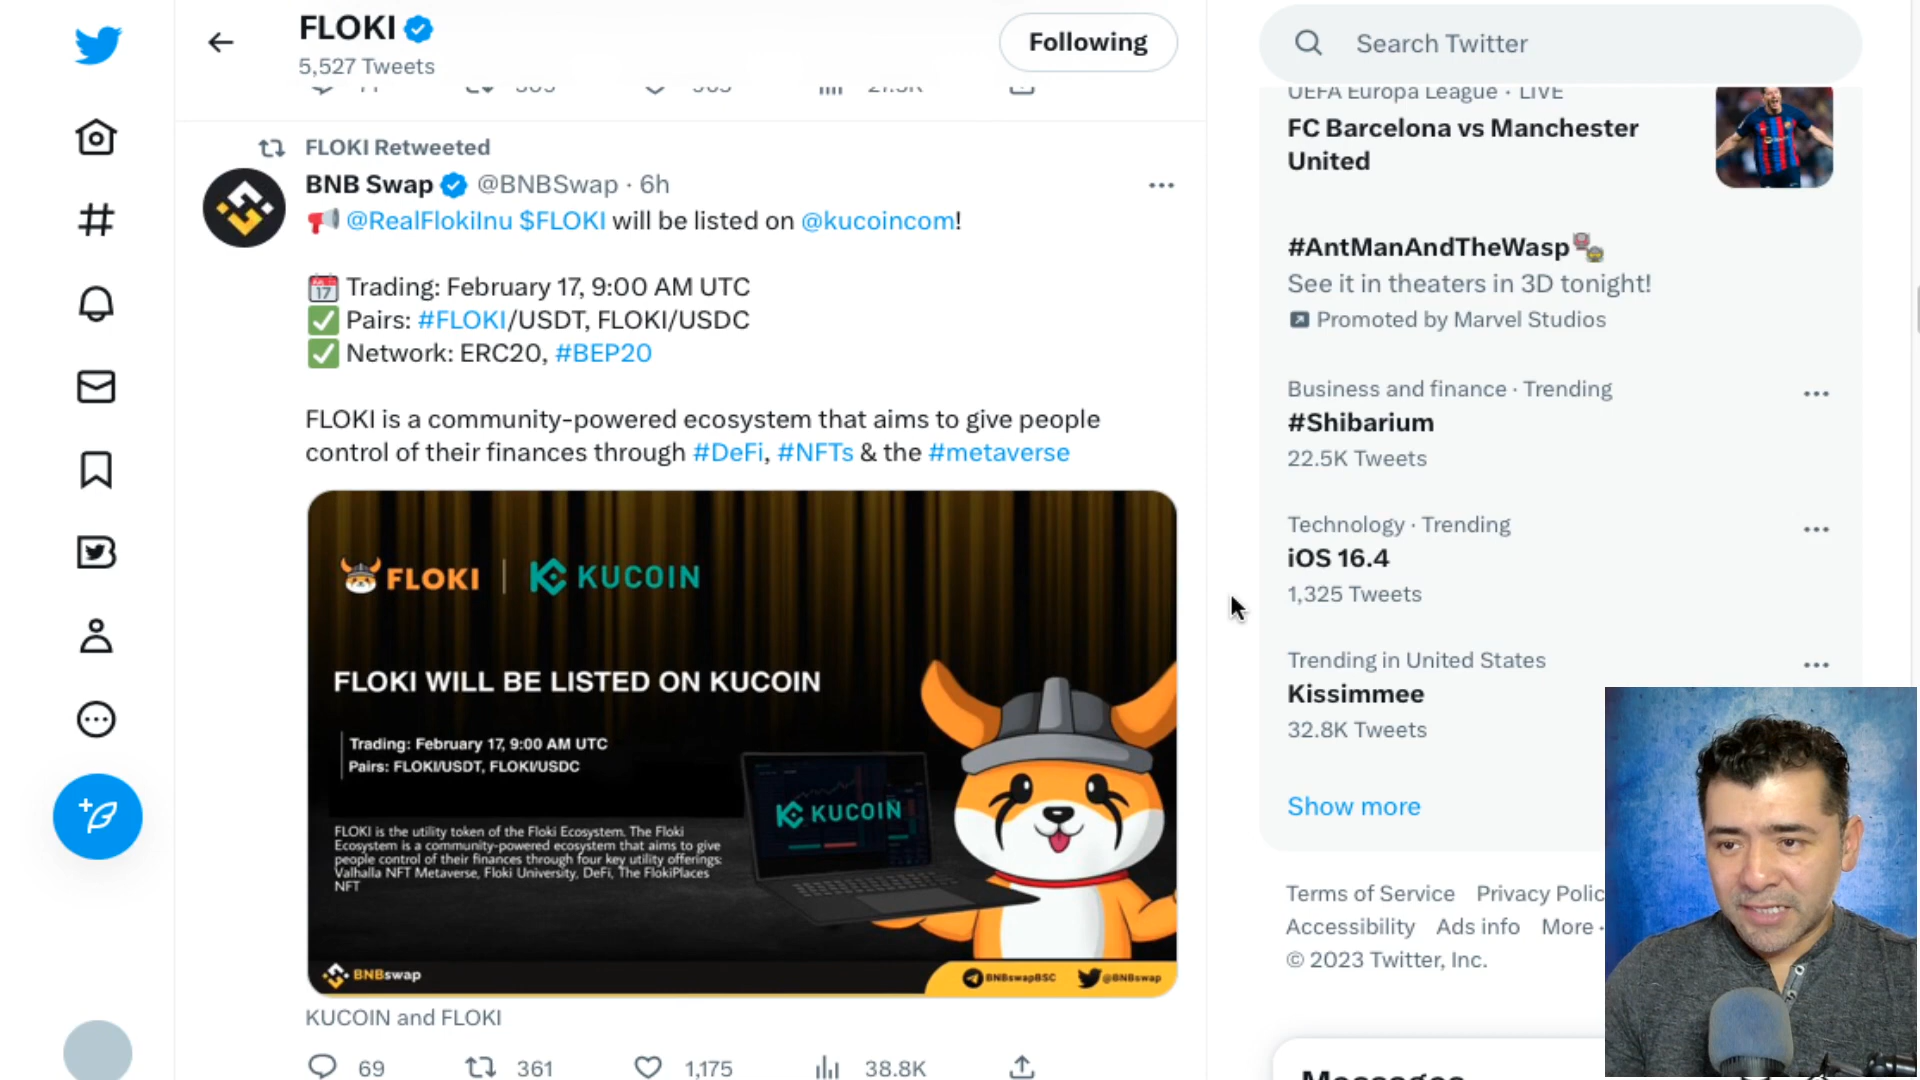 FLOKI
5,527 Tweets
Following
Search Twitter
FLOKI Retweeted
BNB Swap @BNBSwap · 6h
@RealFlokiInu $FLOKI will be listed on @kucoincom!
Trading: February 17, 9:00 AM UTC
Pairs: #FLOKI/USDT, FLOKI/USDC
Network: ERC20, #BEP20
FLOKI is a community-powered ecosystem that aims to give people
control of their finances through #DeFi, #NFTs & the #metaverse
FLOKI | KUCOIN
FLOKI WILL BE LISTED ON KUCOIN
Trading: February 17, 9:00 AM UTC
Pairs: FLOKI/USDT, FLOKI/USDC
KUCOIN
FLOKI is the utility token of the Floki Ecosystem. The Floki
Ecosystem is a community-powered ecosystem that aims to give
people control of their finances through four key utility offerings:
Valhalla NFT Metaverse, Floki University, DeFi, The FlokiPlaces
NFT
BNBswap
BNBswapBSC @BNBswap
KUCOIN and FLOKI
69 361 1,175 38.8K
UEFA Europa League · LIVE
FC Barcelona vs Manchester
United
#AntManAndTheWasp
See it in theaters in 3D tonight!
Promoted by Marvel Studios
Business and finance · Trending
#Shibarium
22.5K Tweets
Technology · Trending
iOS 16.4
1,325 Tweets
Trending in United States
Kissimmee
32.8K Tweets
Show more
Terms of Service Privacy Polic
Accessibility Ads info More
© 2023 Twitter, Inc.
Messages